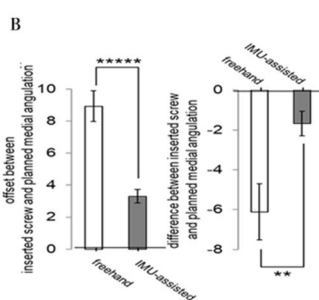 B
*****
offset between
inserted screw and planned medial angulation
10
8
6
4
2
0
freehand
IMU-assisted
difference between inserted screw
and planned medial angulation
freehand
IMU-assisted
0
-2
-4
-6
-8
**